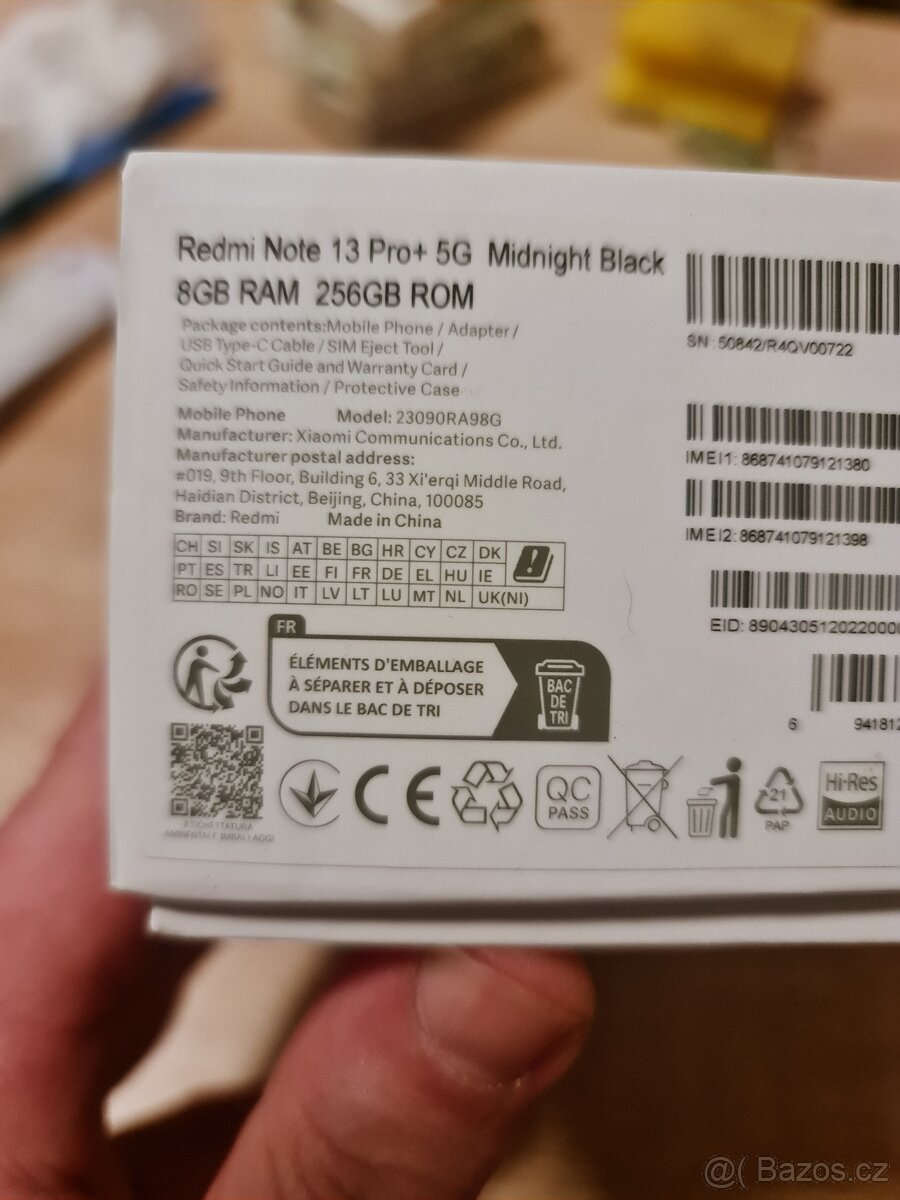 Redmi Note 13 Pro+ 5G Midnight Black
8GB RAM 256GB ROM
Package contents:Mobile Phone / Adapter /
USB Type-C Cable / SIM Eject Tool /
Quick Start Guide and Warranty Card /
Safety Information / Protective Case
Mobile Phone Model: 23090RA98G
Manufacturer: Xiaomi Communications Co., Ltd.
Manufacturer postal address:
#019, 9th Floor, Building 6, 33 Xi'erqi Middle Road,
Haidian District, Beijing, China, 100085
Brand: Redmi Made in China
CH SI SK IS AT BE BG HR CY CZ DK
PT ES TR LI EE FI FR DE EL HU IE
RO SE PL NO IT LV LT LU MT NL UK(NI)
SN: 50842/R4QV00722
IMEI1: 868741079121380
IMEI2: 868741079121398
EID: 8904305120220000
6 941812
FR
ÉLÉMENTS D'EMBALLAGE
À SÉPARER ET À DÉPOSER
DANS LE BAC DE TRI
BAC
DE
TRI
ETICHETTATURA
AMBIENTALE IMBALLAGGI
CE
QC
PASS
21
PAP
Hi-Res
AUDIO
@( Bazos.cz